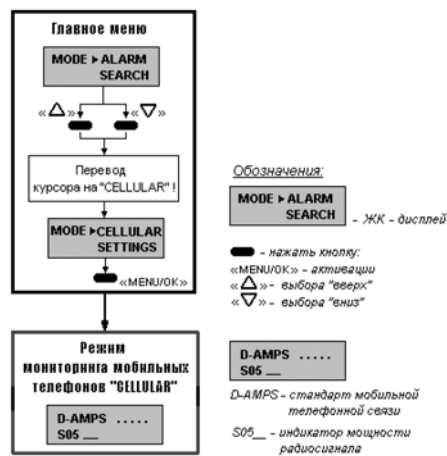 Главное меню
MODE ▸ ALARM
SEARCH
«△» «▽»
Перевод
курсора на "CELLULAR" !
MODE ▸CELLULAR
SETTINGS
«MENU/OK»
Режим
мониторинга мобильных
телефонов "CELLULAR"
D-AMPS .....
S05 __
Обозначения:
MODE ▸ ALARM
SEARCH
– ЖК - дисплей
– нажать кнопку:
«MENU/OK» – активации
«△» – выбора "вверх"
«▽» – выбора "вниз"
D-AMPS .....
S05 __
D-AMPS – стандарт мобильной
телефонной связи
S05__ – индикатор мощности
радиосигнала